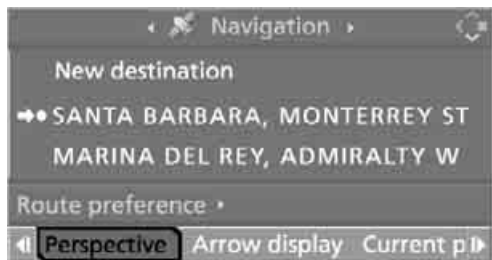 Navigation
New destination
SANTA BARBARA, MONTERREY ST
MARINA DEL REY, ADMIRALTY W
Route preference
Perspective Arrow display Current p